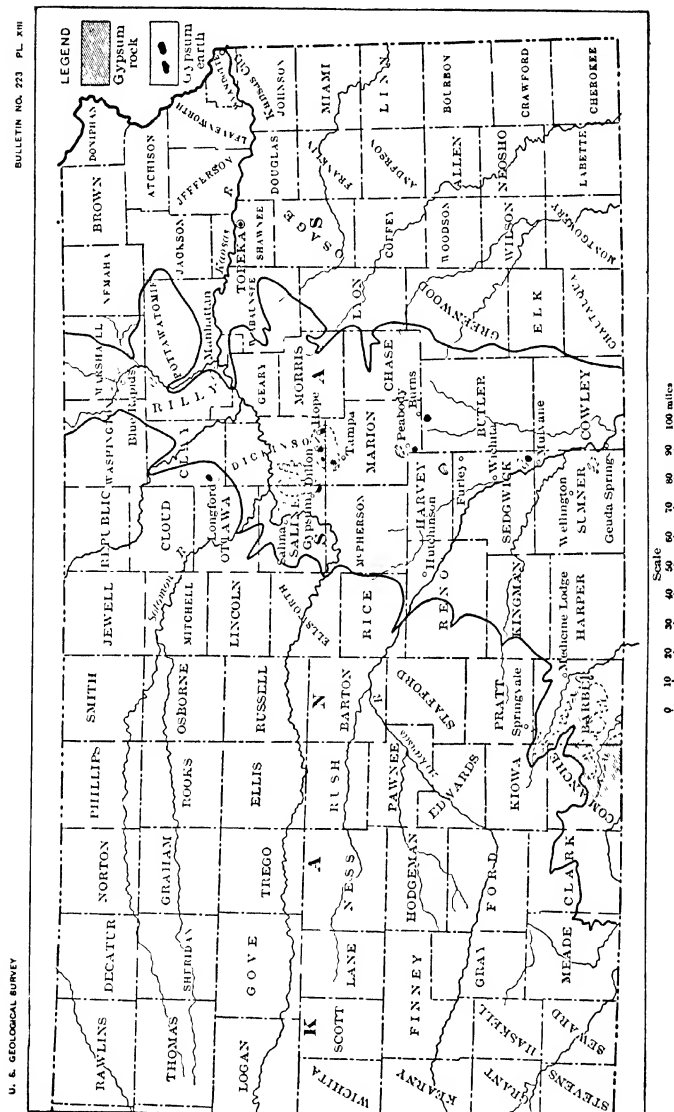 U. S. GEOLOGICAL SURVEY
BULLETIN NO. 223 PL. XIII
LEGEND
Gypsum rock
Gypsum earth
RAWLINS
DECATUR
NORTON
PHILLIPS
SMITH
JEWELL
REPUBLIC
WASHINGTON
MARSHALL
NEMAHA
BROWN
DONIPHAN
THOMAS
SHERIDAN
GRAHAM
ROOKS
OSBORNE
MITCHELL
Solomon R.
CLOUD
CLAY
Blue Rapids
RILEY
POTTAWATOMIE
JACKSON
ATCHISON
JEFFERSON
LEAVENWORTH
WYANDOTTE
Kansas City
LOGAN
GOVE
TREGO
ELLIS
RUSSELL
LINCOLN
OTTAWA
Longford
DICKINSON
GEARY
Manhattan
WABAUNSEE
Kansas R.
TOPEKA
SHAWNEE
DOUGLAS
JOHNSON
KANSAS
WICHITA
SCOTT
LANE
NESS
RUSH
BARTON
ELLSWORTH
RICE
Salina
SALINE
Gypsum
Dillon
Hope
Tampa
McPHERSON
MARION
MORRIS
CHASE
LYON
OSAGE
COFFEY
FRANKLIN
ANDERSON
MIAMI
LINN
KEARNY
FINNEY
HODGEMAN
PAWNEE
Arkansas R.
EDWARDS
STAFFORD
RENO
Hutchinson
HARVEY
Peabody
Burns
BUTLER
GREENWOOD
WOODSON
ALLEN
BOURBON
GRANT
HASKELL
GRAY
FORD
KIOWA
PRATT
Springvale
KINGMAN
SEDGWICK
Furley
Wichita
Mulvane
ELK
WILSON
NEOSHO
CRAWFORD
STEVENS
SEWARD
MEADE
CLARK
COMANCHE
BARBER
Medicine Lodge
HARPER
SUMNER
Wellington
Geuda Spring
COWLEY
CHAUTAUQUA
MONTGOMERY
LABETTE
CHEROKEE
Scale
0 10 20 30 40 50 60 70 80 90 100 miles